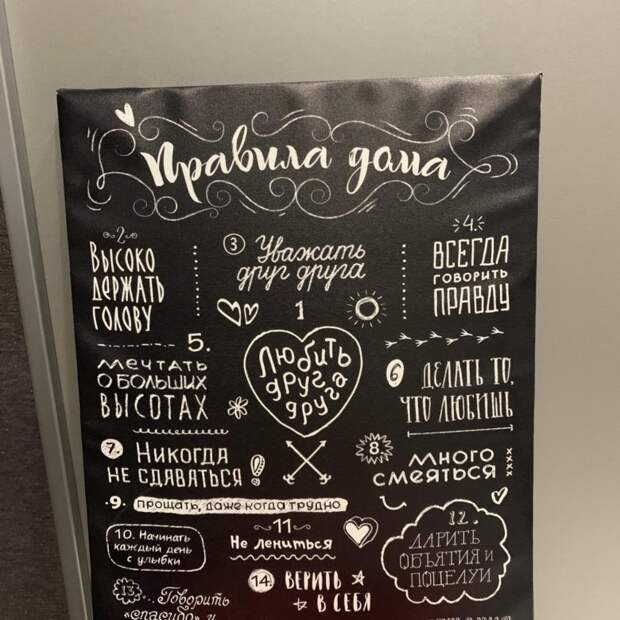 Правила дома
2
Высоко
держать
голову
3 Уважать
друг друга
4.
Всегда
говорить
правду
1
Любить
друг
друга
5.
Мечтать
о больших
высотах
6 Делать то,
что любишь
7. Никогда
не сдаваться!
8. Много
смеяться
xxxx
9. прощать, даже когда трудно
10. Начинать
каждый день
с улыбки
11
Не лениться
12.
Дарить
объятия и
поцелуи
13. Говорить
«спасибо» и
14 Верить
в себя